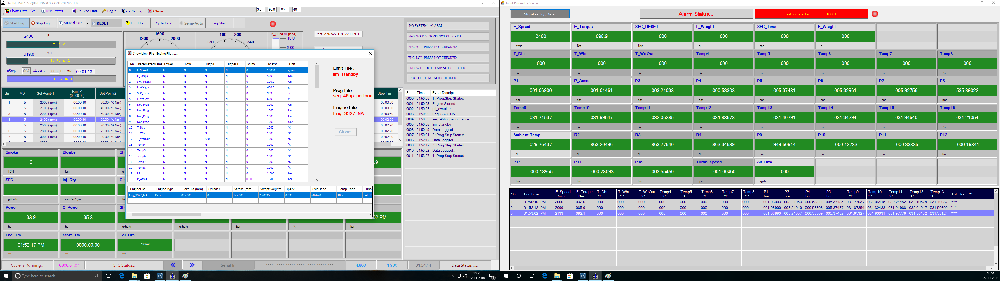 ENGINE DATA ACQUISITION && CONTROL SYSTEM . . . . . . . . .
Show Data Files Run Status On Line Data LogIn Pre-Settings Close
3.6 95.0 85 40
Start Eng Stop Eng Manual-OP RESET Eng_Idle Cycle_Hold Semi-Auto Eng-Start
2400 R
Set Point - 1 :
019.8 %T
Set Point - 2 :
nStep : 004 nLogs : 003 HH : MM : 00:01:13
STEADY TIME:
1200 1600 2000
120 160 200 240
P_LubOil (bar)
10.0
8.00
Perf_22Nov2018_2211201
prj_dynalec
NO SYSTEM - ALARM .....
ENG. WATER PRESS NOT CHECKED.....
ENG.FUEL PRESS NOT CHECKED.....
ENG. LOIL PRESS NOT CHECKED......
ENG. WTR_OUT TEMP NOT CHECKED....
ENG. LOIL TEMP NOT CHECKED.....
Sn MD Set Point -1 RmT-1 (00:00:00) Set Point-2 Step Tm
1 5 2000 ( rpm) 00:00:10 20.00 ( % Nm) 00:00:50
2 5 2100 ( rpm) 00:00:10 40.00 ( % Nm) 00:00:50
3 5 2200 ( rpm) 00:00:10 50.00 ( % Nm) 00:00:50
4 5 2400 ( rpm) 00:00:10 60.00 ( % Nm) 00:02:20
5 5 2500 ( rpm) 00:00:10 70.00 ( % Nm) 00:02:20
6 5 2800 ( rpm) 00:00:10 75.00 ( % Nm) 00:02:20
7 5 3000 ( rpm) 00:00:10 80.00 ( % Nm) 00:02:20
Show Limit File , Engine File ........
Pn ParameterName Lower1 Low1 High1 Higher1 MinV MaxV Unit
0 E_Speed N N N N 0 10000 r/min
1 E_Torque N N N N 0 500.0 Nm
2 SFC_RESET N N N N 0 100.0 Unit
3 L_Weight N N N N 0 600.0 g
4 SFC_Time N N N N 0 999.9 sec
5 F_Weight N N N N 0 600.0 g
6 Not_Prog N N N N 0 1000 Unit
7 Not_Prog N N N N 0 1000 Unit
8 Not_Prog N N N N 0 1000 Unit
9 Not_Prog N N N N 0 1000 Unit
10 T_Dbt N N N N 0 1000 °C
11 T_Wbt N N N N 0 1000 °C
12 T_WtrOut N N A30 N 0 1000 °C
13 Temp4 N N N N 0 1000 °C
14 Temp5 N N N N 0 1000 °C
15 Temp6 N N N N 0 1000 °C
16 Temp7 N N N N 0 1000 °C
17 Temp8 N N N N 0 1000 °C
18 P1 N N N N 0 2.000 bar
19 P_Atms N N N N 0.800 1.200 bar
Limit File :
lim_standby
Prog File :
seq_46hp_performa
Engine File :
Eng_S327_NA
Close
EngineFile Engine Type BoreDia (mm) Cylinder Stroke (mm) Swept Vol(Ltrs) spgrv CylnHead Comp Ratio Luboi
Eng_S327_NA Diesel 095.000 03 127.000 2.70096 0.835 687678 18.5 SAE 15
Sno Time Event Discription
0000 01:50:05 1 : Prog.Step Started
0001 01:50:05 Engine Started .....
0002 01:50:05 prj_dynalec
0003 01:50:05 Eng_S327_NA
0004 01:50:05 seq_46hp_performance
0005 01:50:05 lim_standby
0006 01:50:49 Data Logged...
0007 01:50:54 2 : Prog.Step Started
0008 01:52:12 Data Logged...
0009 01:52:17 3 : Prog.Step Started
0010 01:53:02 Data Logged...
0011 01:53:07 4 : Prog.Step Started
Smoke Blowby SF
0 .9
FSN lpm g
SFC Inj_Qty C_
g/kw.hr mm³/str/Cyln N
Power C_Power SF
33.9 35.8 02 PM
hp hp g/hp.hr g/hp.hr bar % bar
Log_Tm Start_Tm Tol_Hrs
01:52:17 PM 0000.00.00 *****
--- --- ---
Cycle Is Running... 0000:04:07 SFC Status... Serial In *********************************** 4.800 1.980 01:54:14 Data Status ......
Type here to search
13:54
22-11-2018
3
InPut Parameter Screen
Stop-FastLog Data Alarm Status... Fast log started........... 100 Hz
E_Speed E_Torque SFC_RESET L_Weight SFC_Time F_Weight
2400 098.9 000 000 000 000
r/min Nm Unit g sec g
T_Dbt T_Wbt T_WtrOut Temp4 Temp5 Temp6 Temp7 Temp8
000 000 000 000 000 000 000 000
°C °C °C °C °C °C °C °C
P1 P_Atms P3 P4 P5 P6 P7 P8
001.06900 001.01461 003.21038 000.53308 005.37481 005.32961 005.32756 535.39022
bar bar bar bar bar bar bar bar
Temp9 Temp10 Temp11 Temp12 Temp13 Temp14 Temp15 Temp16
031.71537 031.99547 032.06285 031.88678 031.40791 031.34294 031.34640 031.21054
°C °C °C °C °C °C °C °C
Ambient Temp R2 R3 R4 P9 P10 P11 P12
029.76437 863.20496 863.27540 863.34589 949.50914 -000.12733 -000.33835 -000.19841
°C °C °C °C bar bar bar bar
P14 P14 P15 Turbo_Speed Air Flow
-000.18965 -000.23093 003.55450 -001.00460 000
bar bar bar rpm kg/hr
Sn LogTime E_Speed r/min E_Torque Nm T_Dbt °C T_Wbt °C T_WtrOut °C Temp4 °C Temp5 °C Temp6 °C Temp7 °C Temp8 °C P1 bar P3 bar P4 bar P5 bar Temp9 °C Temp10 °C Temp11 °C Temp12 °C Temp13 °C Tol_Hrs ***
1 01:50:49 PM 2000 032.9 000 000 000 000 000 000 000 000 001.06903 003.21053 000.53311 005.37485 031.77937 031.96415 032.24452 032.10578 031.46087 *****
2 01:52:12 PM 2099 065.9 000 000 000 000 000 000 000 000 001.06908 003.21040 000.53308 005.37487 031.67354 031.82433 031.91966 032.04047 031.50602 *****
3 01:53:02 PM 2199 082.1 000 000 000 000 000 000 000 000 001.06893 003.21057 000.53309 005.37482 031.65927 031.93091 031.97776 031.86132 031.38124 *****
13:54
22-11-2018